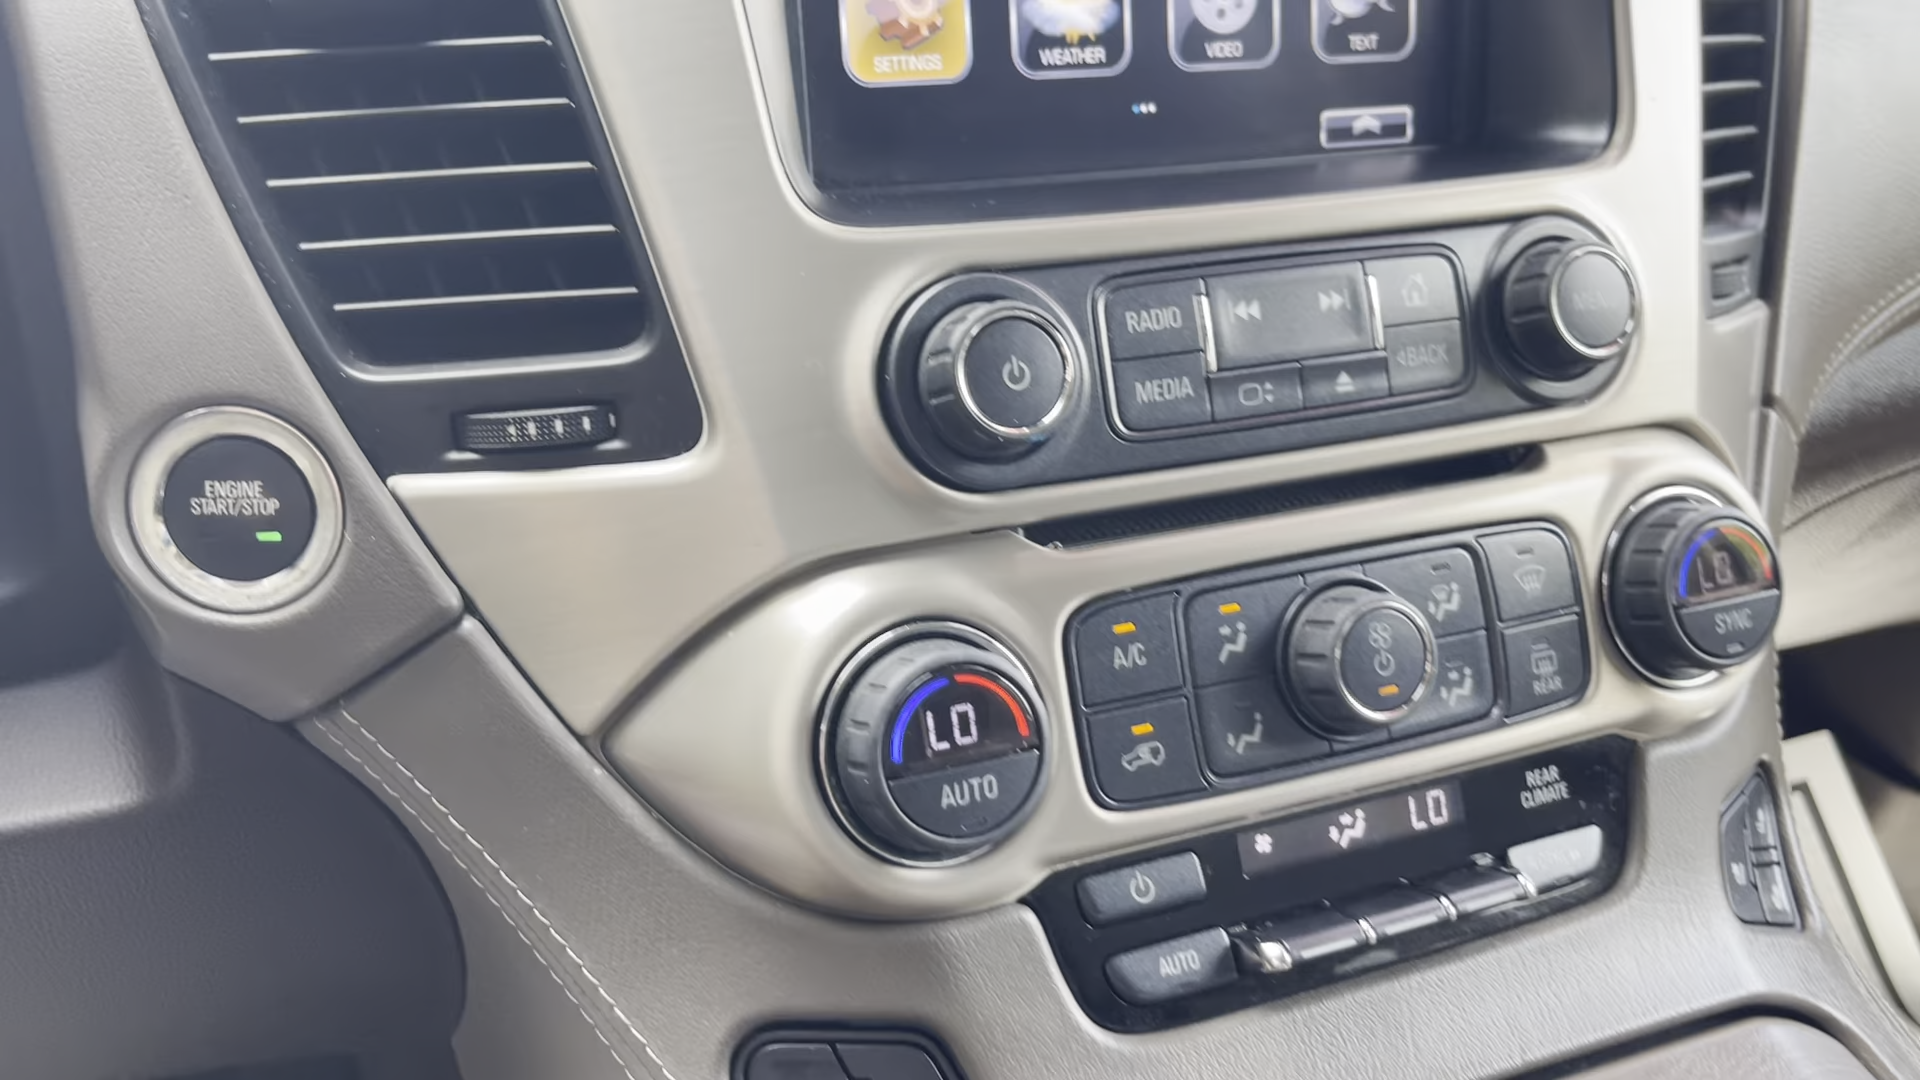 SETTINGS
WEATHER
VIDEO
TEXT
RADIO
MEDIA
BACK
ENGINE
START/STOP
A/C
LO
AUTO
REAR
LO
SYNC
LO
REAR
CLIMATE
AUTO